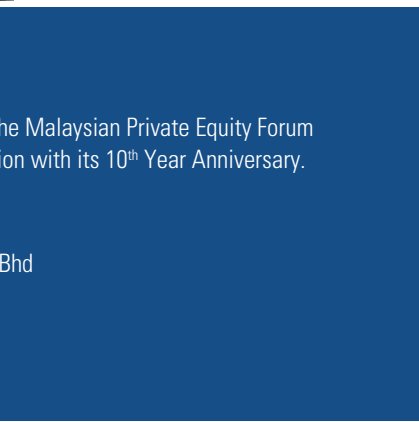 he Malaysian Private Equity Forum
ion with its 10th Year Anniversary.
Bhd